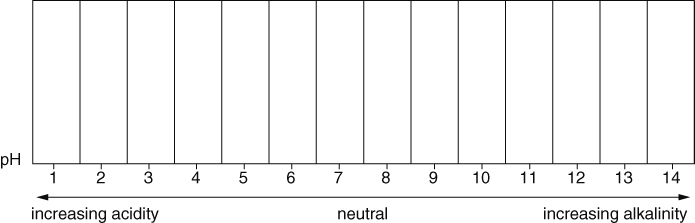 pH
1 2 3 4 5 6 7 8 9 10 11 12 13 14
increasing acidity neutral increasing alkalinity